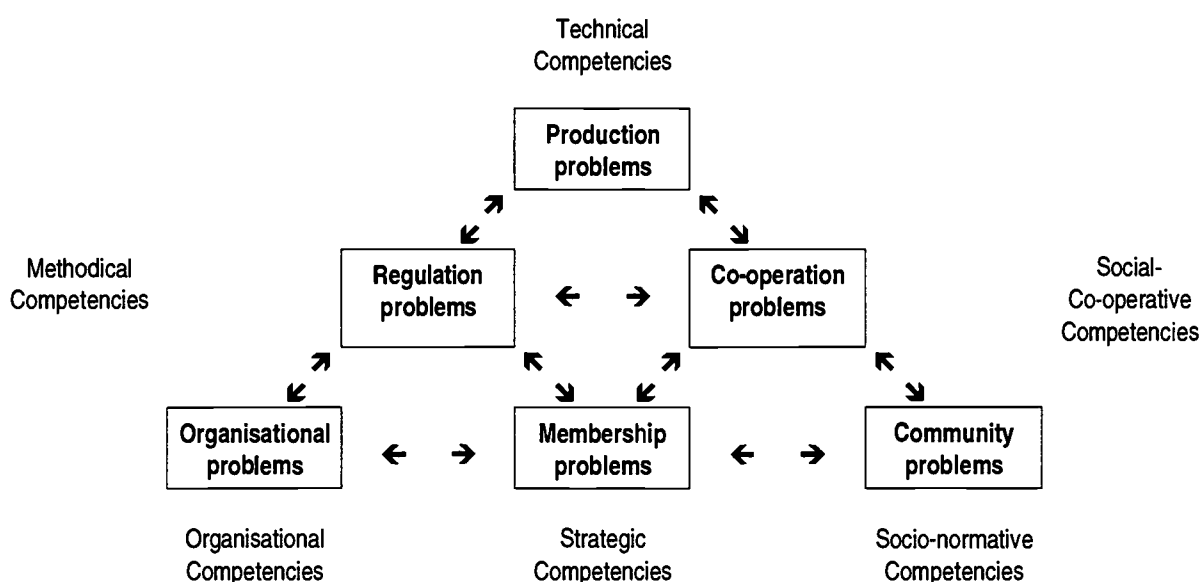 Technical
Competencies
Production
problems
Methodical
Competencies
Regulation
problems
Co-operation
problems
Social-
Co-operative
Competencies
Organisational
problems
Membership
problems
Community
problems
Organisational
Competencies
Strategic
Competencies
Socio-normative
Competencies